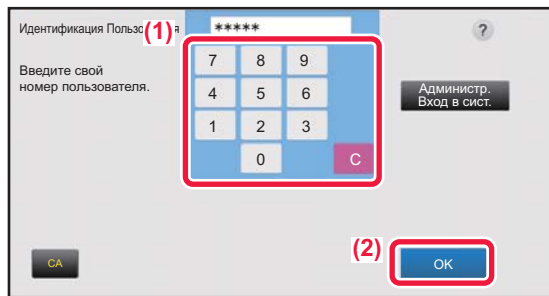 Идентификация (1) *****
?
Введите свой
номер пользователя.
7 8 9
4 5 6
1 2 3
0 C
Администр.
Вход в сист.
(2)
CA
OK